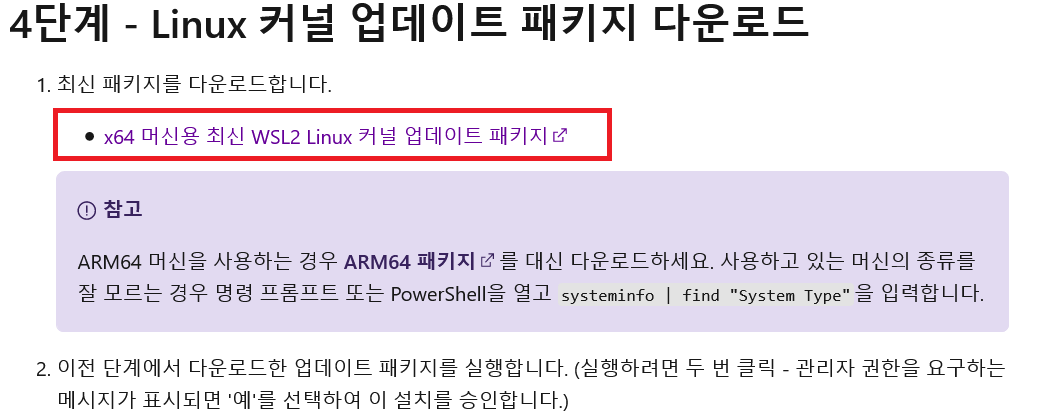 4단계 - Linux 커널 업데이트 패키지 다운로드
1. 최신 패키지를 다운로드합니다.
● x64 머신용 최신 WSL2 Linux 커널 업데이트 패키지
참고
ARM64 머신을 사용하는 경우 ARM64 패키지 를 대신 다운로드하세요. 사용하고 있는 머신의 종류를
잘 모르는 경우 명령 프롬프트 또는 PowerShell을 열고 systeminfo | find "System Type" 을 입력합니다.
2. 이전 단계에서 다운로드한 업데이트 패키지를 실행합니다. (실행하려면 두 번 클릭 - 관리자 권한을 요구하는
메시지가 표시되면 '예'를 선택하여 이 설치를 승인합니다.)